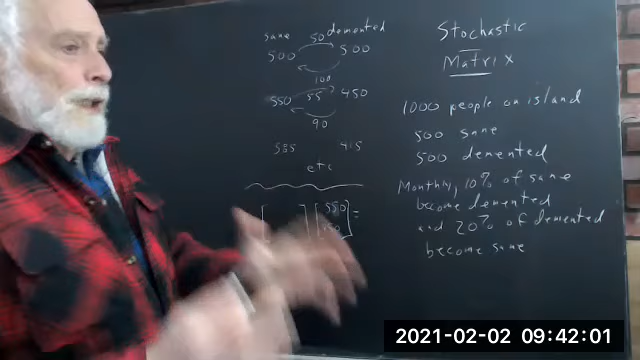 sane 50 demented
500 500
100
550 55 450
90
585 415
etc
550
=
Stochastic
Matrix
1000 people on island
500 sane
500 demented
Monthly, 10% of sane
become demented
and 20% of demented
become sane
2021-02-02 09:42:01